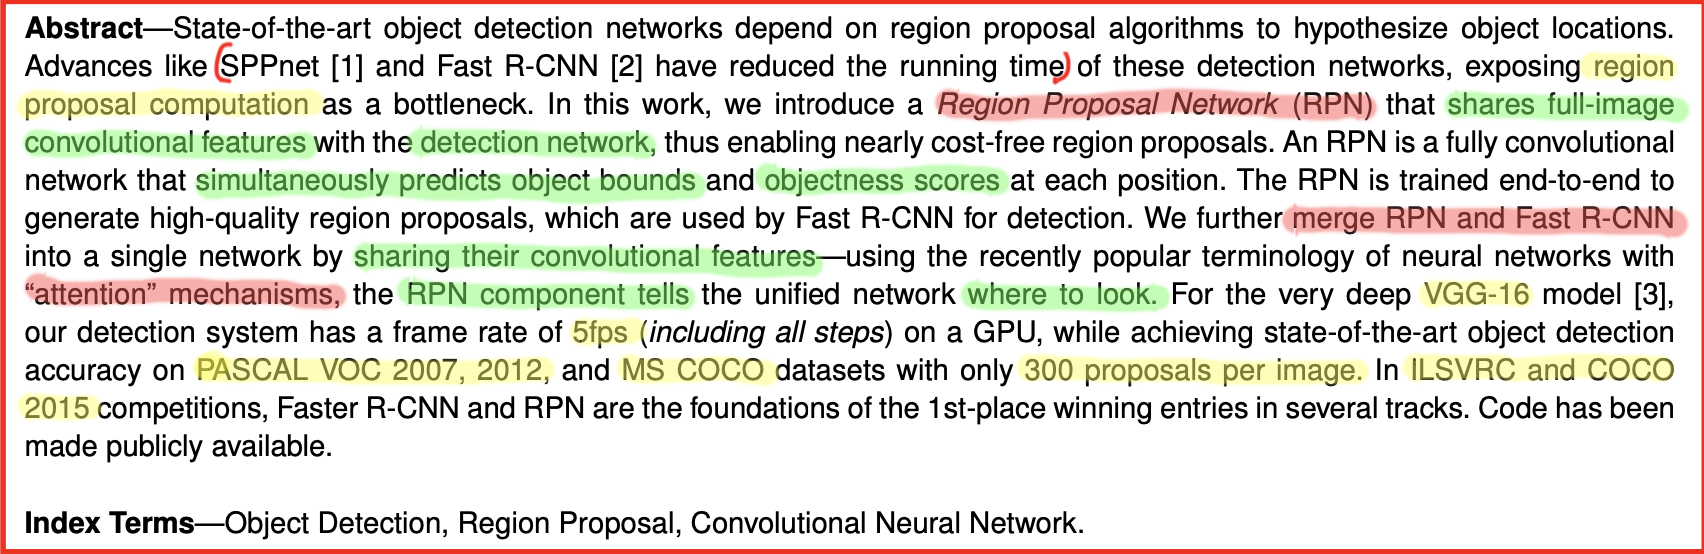 Abstract—State-of-the-art object detection networks depend on region proposal algorithms to hypothesize object locations.
Advances like (SPPnet [1] and Fast R-CNN [2] have reduced the running time) of these detection networks, exposing region
proposal computation as a bottleneck. In this work, we introduce a Region Proposal Network (RPN) that shares full-image
convolutional features with the detection network, thus enabling nearly cost-free region proposals. An RPN is a fully convolutional
network that simultaneously predicts object bounds and objectness scores at each position. The RPN is trained end-to-end to
generate high-quality region proposals, which are used by Fast R-CNN for detection. We further merge RPN and Fast R-CNN
into a single network by sharing their convolutional features—using the recently popular terminology of neural networks with
“attention” mechanisms, the RPN component tells the unified network where to look. For the very deep VGG-16 model [3],
our detection system has a frame rate of 5fps (including all steps) on a GPU, while achieving state-of-the-art object detection
accuracy on PASCAL VOC 2007, 2012, and MS COCO datasets with only 300 proposals per image. In ILSVRC and COCO
2015 competitions, Faster R-CNN and RPN are the foundations of the 1st-place winning entries in several tracks. Code has been
made publicly available.
Index Terms—Object Detection, Region Proposal, Convolutional Neural Network.